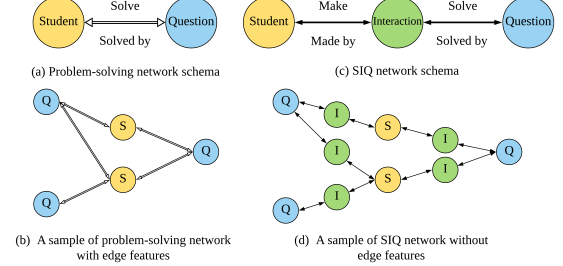 Solve
Student
Question
Solved by
(a) Problem-solving network schema
Make
Solve
Student
Interaction
Question
Made by
Solved by
(c) SIQ network schema
Q
S
Q
S
Q
(b) A sample of problem-solving network
with edge features
Q
I
S
I
Q
I
I
S
I
Q
(d) A sample of SIQ network without
edge features